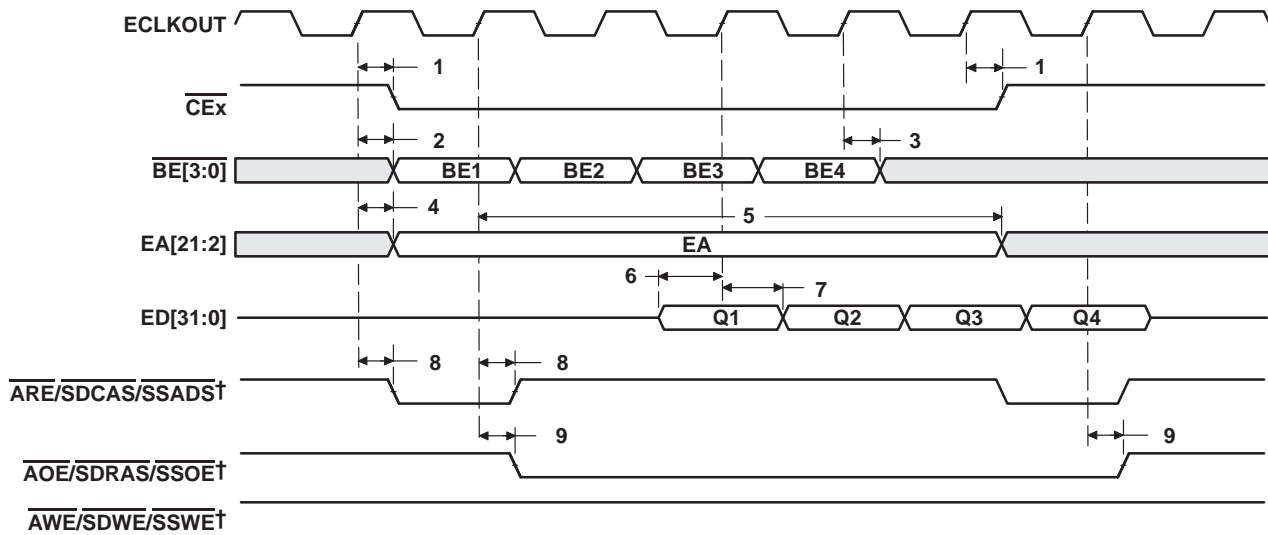 ECLKOUT
1 1
CEx
2 3
BE[3:0] BE1 BE2 BE3 BE4
4 5
EA[21:2] EA
6 7
ED[31:0] Q1 Q2 Q3 Q4
8 8
ARE/SDCAS/SSADS†
9 9
AOE/SDRAS/SSOE†
AWE/SDWE/SSWE†